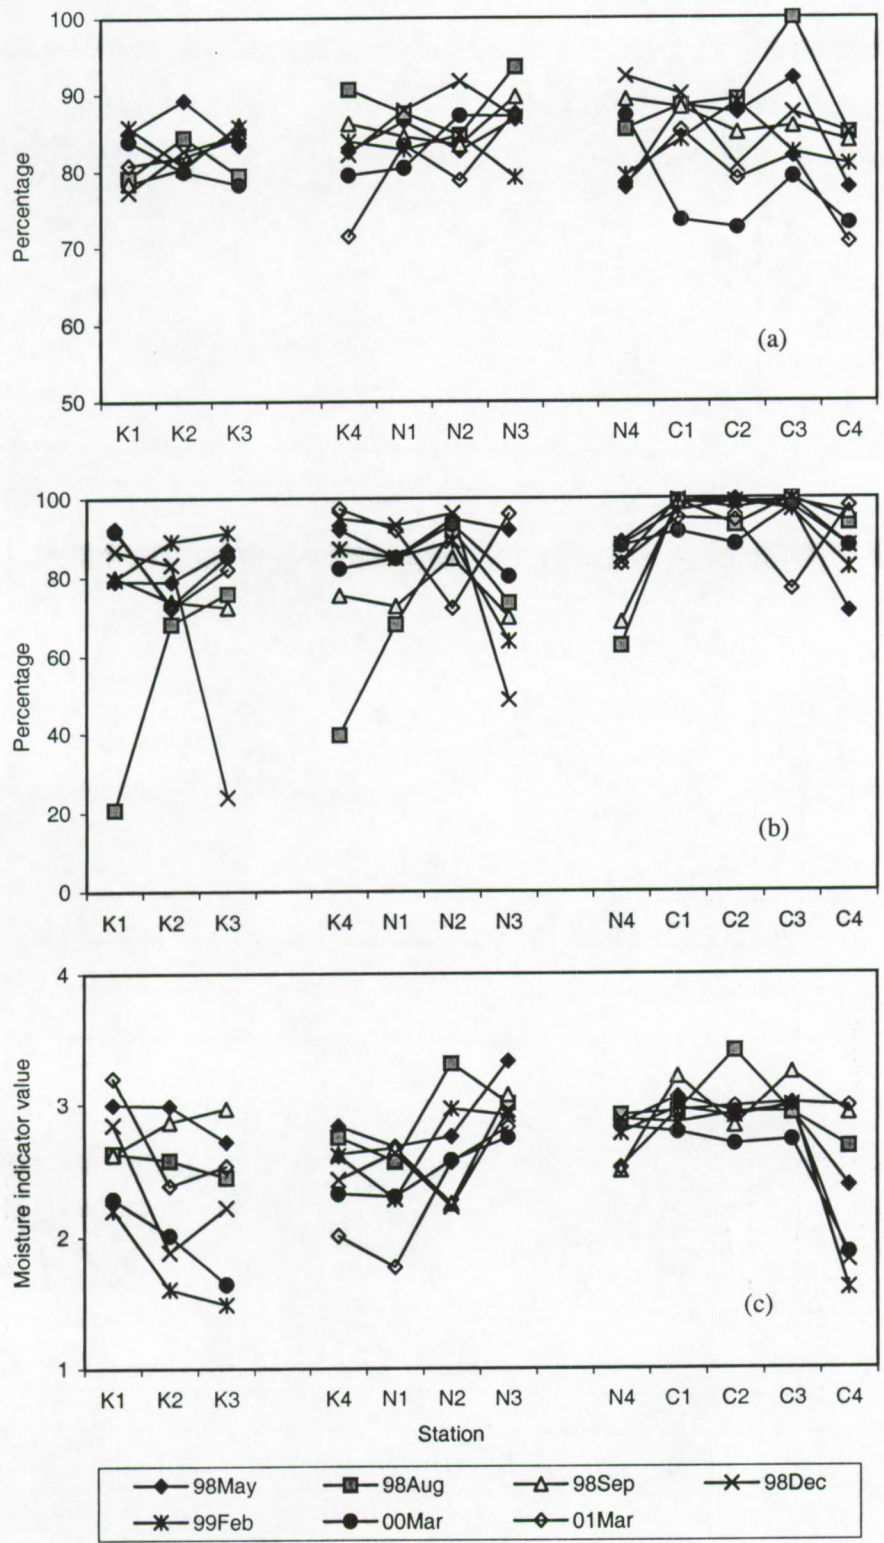 100
90
80
70
60
50
Percentage
(a)
K1 K2 K3 K4 N1 N2 N3 N4 C1 C2 C3 C4
100
80
60
40
20
0
Percentage
(b)
K1 K2 K3 K4 N1 N2 N3 N4 C1 C2 C3 C4
4
3
2
1
Moisture indicator value
(c)
K1 K2 K3 K4 N1 N2 N3 N4 C1 C2 C3 C4
Station
98May 98Aug 98Sep 98Dec
99Feb 00Mar 01Mar